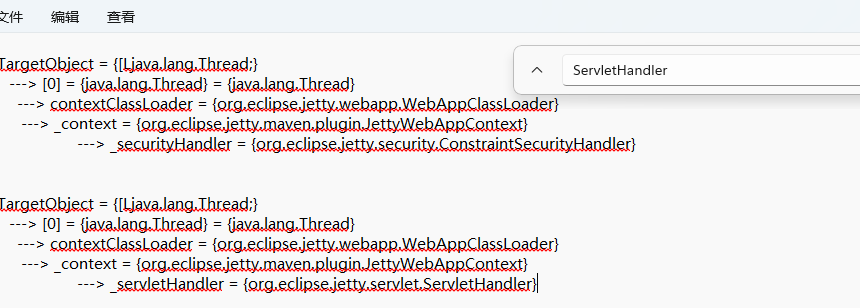 文件 编辑 查看
ServletHandler
TargetObject = {[Ljava.lang.Thread;}
---> [0] = {java.lang.Thread} = {java.lang.Thread}
---> contextClassLoader = {org.eclipse.jetty.webapp.WebAppClassLoader}
---> _context = {org.eclipse.jetty.maven.plugin.JettyWebAppContext}
---> _securityHandler = {org.eclipse.jetty.security.ConstraintSecurityHandler}
TargetObject = {[Ljava.lang.Thread;}
---> [0] = {java.lang.Thread} = {java.lang.Thread}
---> contextClassLoader = {org.eclipse.jetty.webapp.WebAppClassLoader}
---> _context = {org.eclipse.jetty.maven.plugin.JettyWebAppContext}
---> _servletHandler = {org.eclipse.jetty.servlet.ServletHandler}